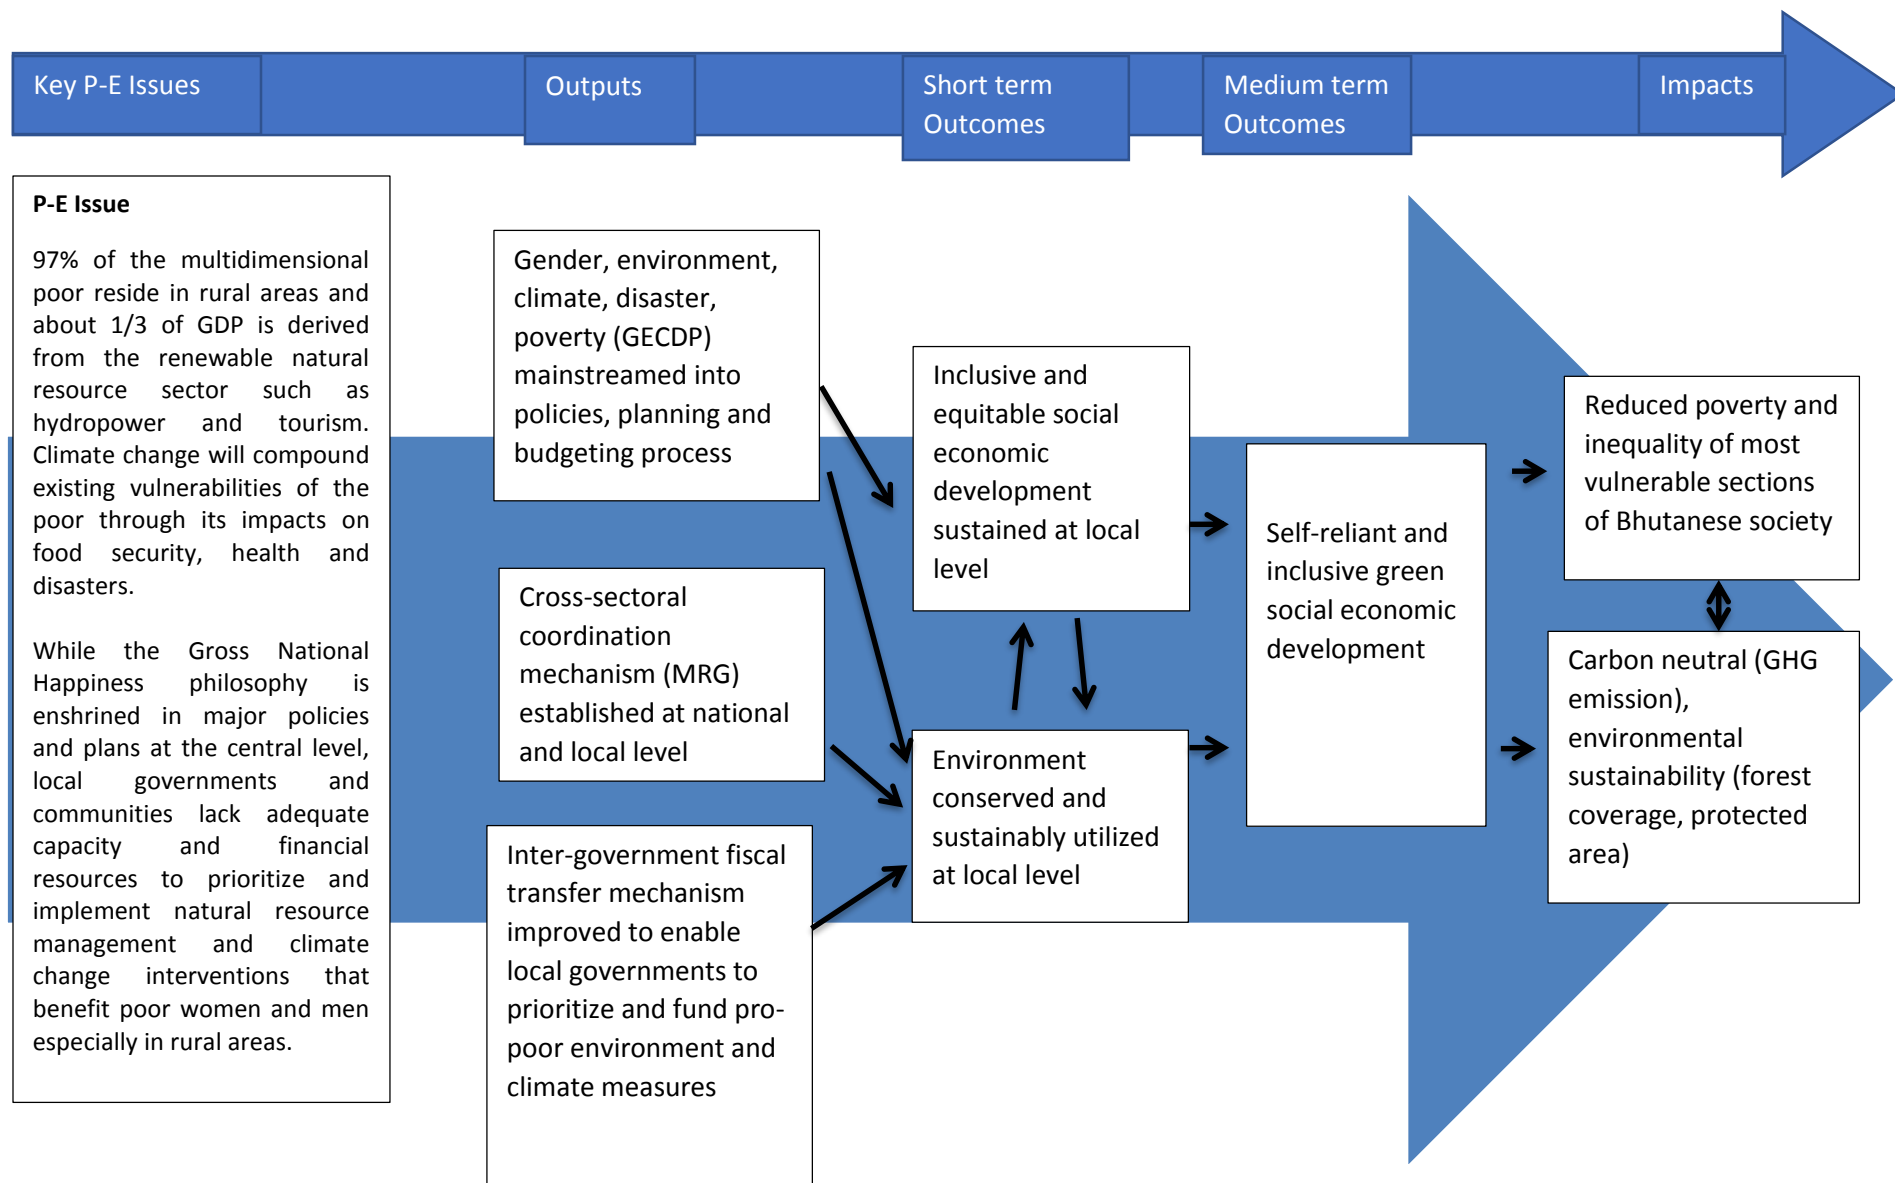 Key P-E Issues
Outputs
Short term
Outcomes
Medium term
Outcomes
Impacts
P-E Issue
97% of the multidimensional
poor reside in rural areas and
about 1/3 of GDP is derived
from the renewable natural
resource sector such as
hydropower and tourism.
Climate change will compound
existing vulnerabilities of the
poor through its impacts on
food security, health and
disasters.
While the Gross National
Happiness philosophy is
enshrined in major policies
and plans at the central level,
local governments and
communities lack adequate
capacity and financial
resources to prioritize and
implement natural resource
management and climate
change interventions that
benefit poor women and men
especially in rural areas.
Gender, environment,
climate, disaster,
poverty (GECDP)
mainstreamed into
policies, planning and
budgeting process
Cross-sectoral
coordination
mechanism (MRG)
established at national
and local level
Inter-government fiscal
transfer mechanism
improved to enable
local governments to
prioritize and fund pro-
poor environment and
climate measures
Inclusive and
equitable social
economic
development
sustained at local
level
Environment
conserved and
sustainably utilized
at local level
Self-reliant and
inclusive green
social economic
development
Reduced poverty and
inequality of most
vulnerable sections
of Bhutanese society
Carbon neutral (GHG
emission),
environmental
sustainability (forest
coverage, protected
area)